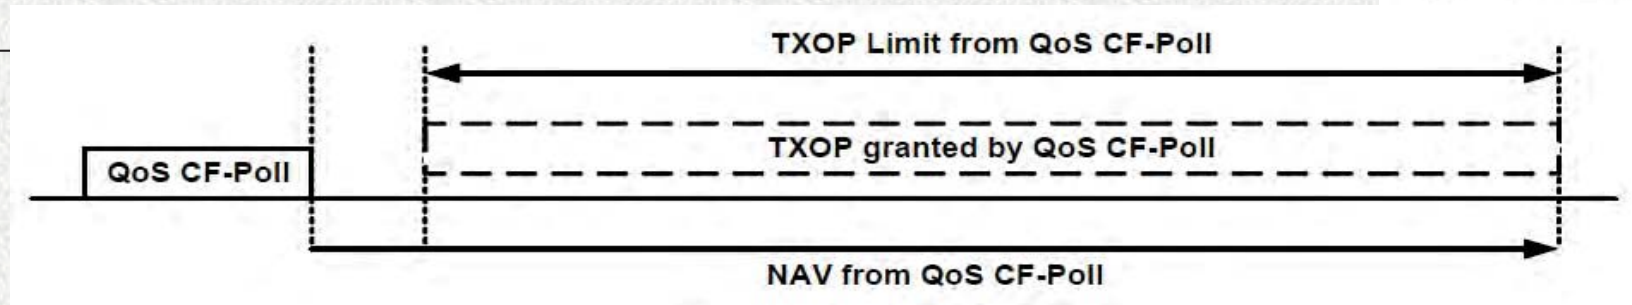 TXOP Limit from QoS CF-Poll
TXOP granted by QoS CF-Poll
QoS CF-Poll
NAV from QoS CF-Poll